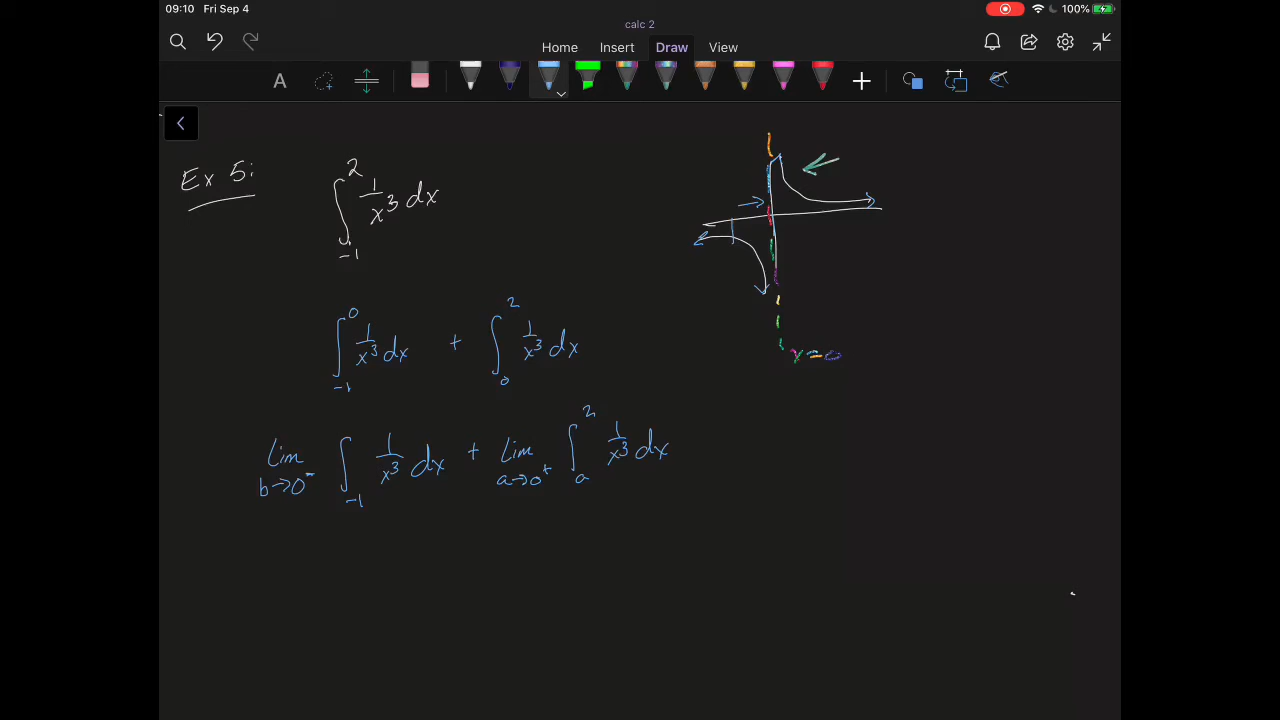 09:10 Fri Sep 4 100%
calc 2
Home Insert Draw View
A
Ex 5: ∫_{-1}^{2} 1/x³ dx
∫_{-1}^{0} 1/x³ dx + ∫_{0}^{2} 1/x³ dx
x=0
lim_{b→0⁻} ∫_{-1} 1/x³ dx + lim_{a→0⁺} ∫_{a}^{2} 1/x³ dx